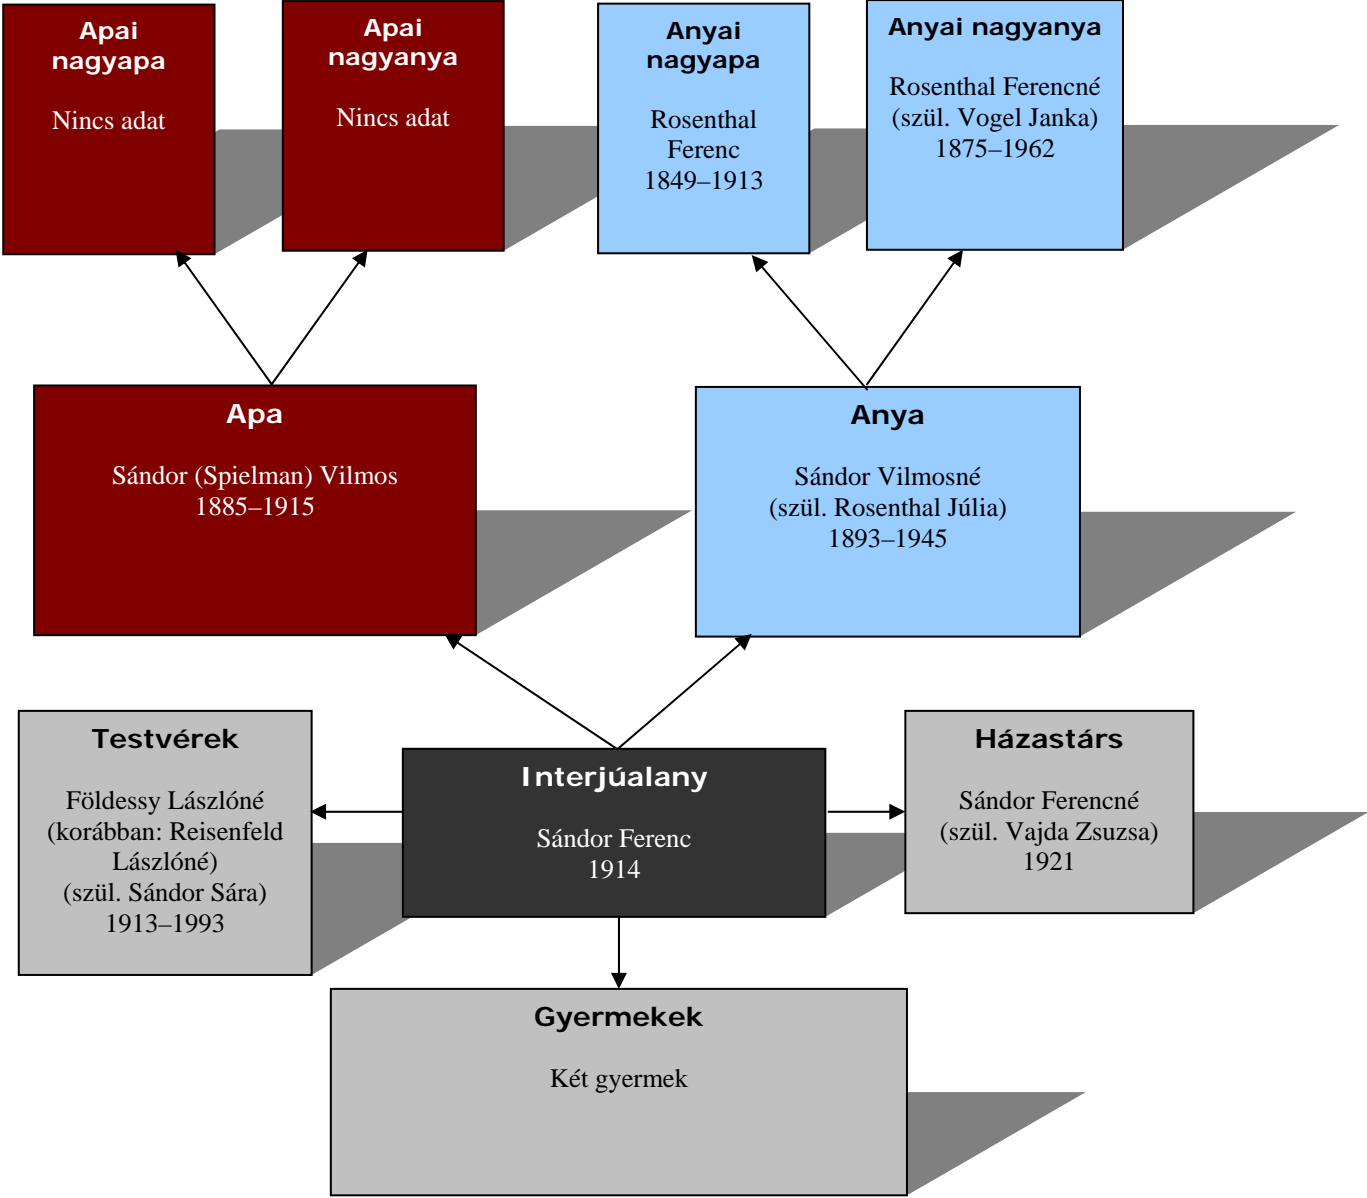 Apai
nagyapa
Nincs adat
Apai
nagyanya
Nincs adat
Anyai
nagyapa
Rosenthal
Ferenc
1849–1913
Anyai nagyanya
Rosenthal Ferencné
(szül. Vogel Janka)
1875–1962
Apa
Sándor (Spielman) Vilmos
1885–1915
Anya
Sándor Vilmosné
(szül. Rosenthal Júlia)
1893–1945
Testvérek
Földessy Lászlóné
(korábban: Reisenfeld
Lászlóné)
(szül. Sándor Sára)
1913–1993
Interjúalany
Sándor Ferenc
1914
Házastárs
Sándor Ferencné
(szül. Vajda Zsuzsa)
1921
Gyermekek
Két gyermek